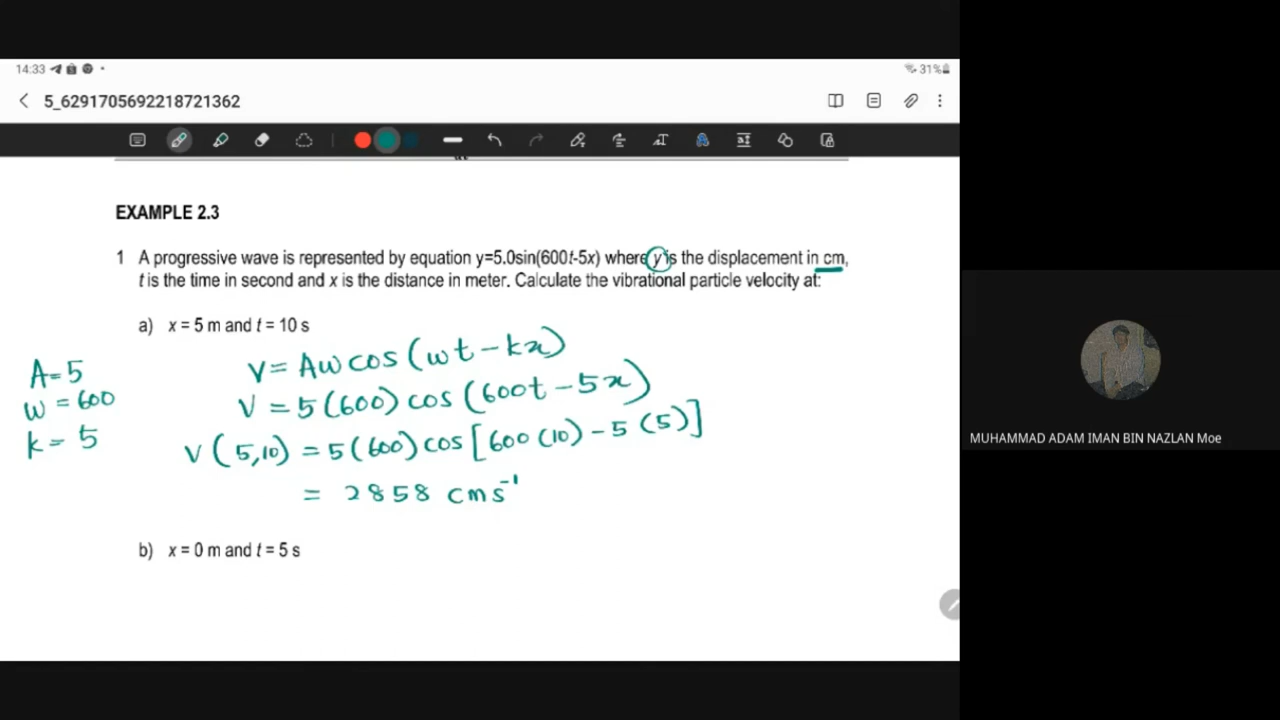 14:33 31%
5_6291705692218721362
EXAMPLE 2.3
1 A progressive wave is represented by equation y=5.0sin(600t-5x) where y is the displacement in cm,
t is the time in second and x is the distance in meter. Calculate the vibrational particle velocity at:
a) x = 5 m and t = 10 s
A=5
w = 600
k = 5
V = Aw cos (wt - kx)
V = 5(600) cos (600t - 5x)
V (5,10) = 5(600) cos [600 (10) - 5 (5)]
= 2858 cms⁻¹
b) x = 0 m and t = 5 s
MUHAMMAD ADAM IMAN BIN NAZLAN Moe